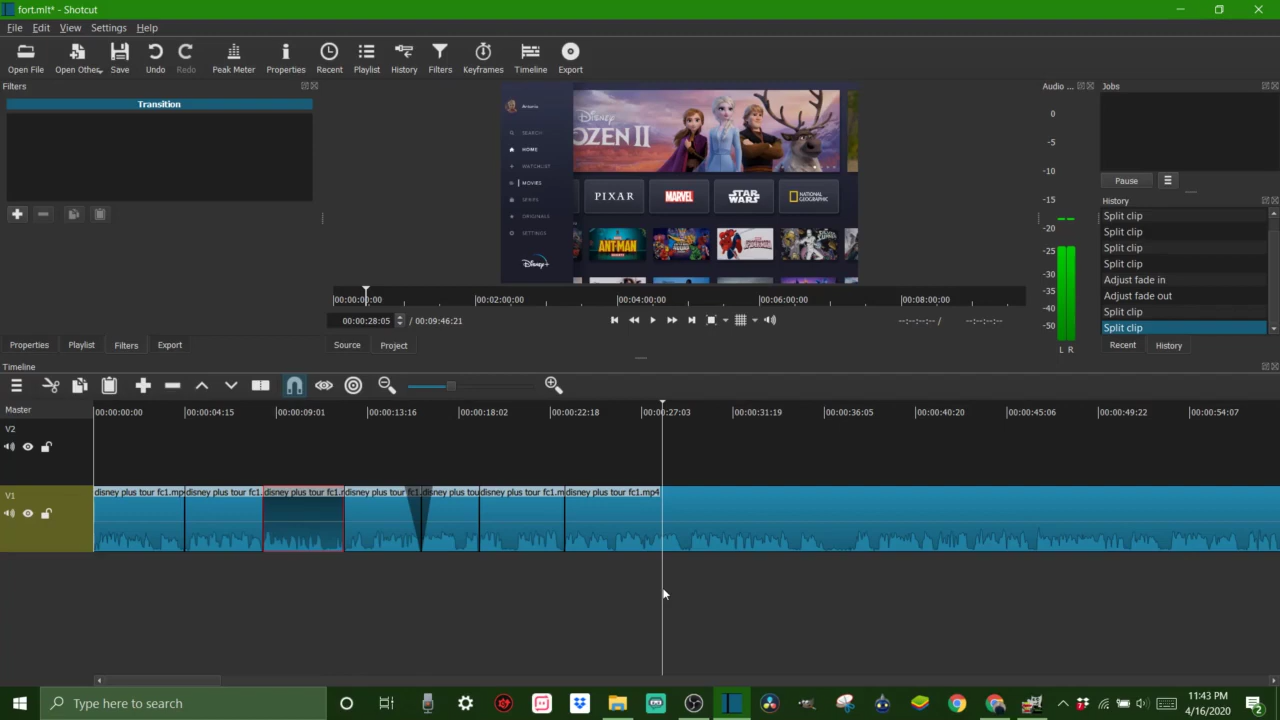 fort.mlt* - Shotcut
File Edit View Settings Help
Open File Open Other.. Save Undo Redo Peak Meter Properties Recent Playlist History Filters Keyframes Timeline Export
Filters
Transition
Antonio
SEARCH
HOME
WATCHLIST
MOVIES
SERIES
ORIGINALS
SETTINGS
Disney+
Disney
OZEN II
PIXAR
MARVEL
STAR WARS
NATIONAL GEOGRAPHIC
ANT-MAN
00:00:00:00 00:02:00:00 00:04:00:00 00:06:00:00 00:08:00:00
00:00:28:05 / 00:09:46:21
--:--:--:-- / --:--:--:--
Properties Playlist Filters Export
Source Project
Audio ...
0
-5
-10
-15
-20
-25
-30
-35
-40
-45
-50
L R
Jobs
Pause
History
Split clip
Split clip
Split clip
Split clip
Adjust fade in
Adjust fade out
Split clip
Split clip
Recent History
Timeline
Master
00:00:00:00 00:00:04:15 00:00:09:01 00:00:13:16 00:00:18:02 00:00:22:18 00:00:27:03 00:00:31:19 00:00:36:05 00:00:40:20 00:00:45:06 00:00:49:22 00:00:54:07
V2
V1
disney plus tour fc1.mp disney plus tour fc1. disney plus tour fc1.r disney plus tour fc1. disney plus tou disney plus tour fc1.m disney plus tour fc1.mp4
Type here to search
11:43 PM
4/16/2020
2